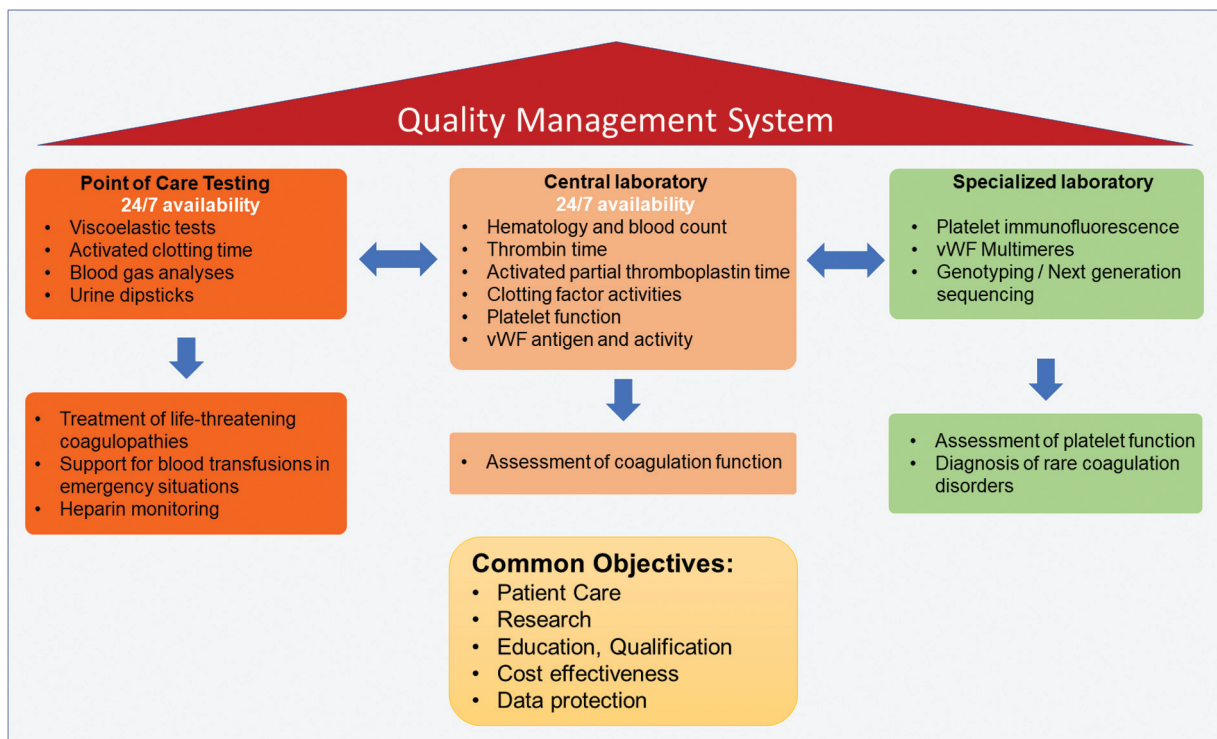 Quality Management System
Point of Care Testing
24/7 availability
• Viscoelastic tests
• Activated clotting time
• Blood gas analyses
• Urine dipsticks
Central laboratory
24/7 availability
• Hematology and blood count
• Thrombin time
• Activated partial thromboplastin time
• Clotting factor activities
• Platelet function
• vWF antigen and activity
Specialized laboratory
• Platelet immunofluorescence
• vWF Multimeres
• Genotyping / Next generation
sequencing
• Treatment of life-threatening
coagulopathies
• Support for blood transfusions in
emergency situations
• Heparin monitoring
• Assessment of coagulation function
• Assessment of platelet function
• Diagnosis of rare coagulation
disorders
Common Objectives:
• Patient Care
• Research
• Education, Qualification
• Cost effectiveness
• Data protection